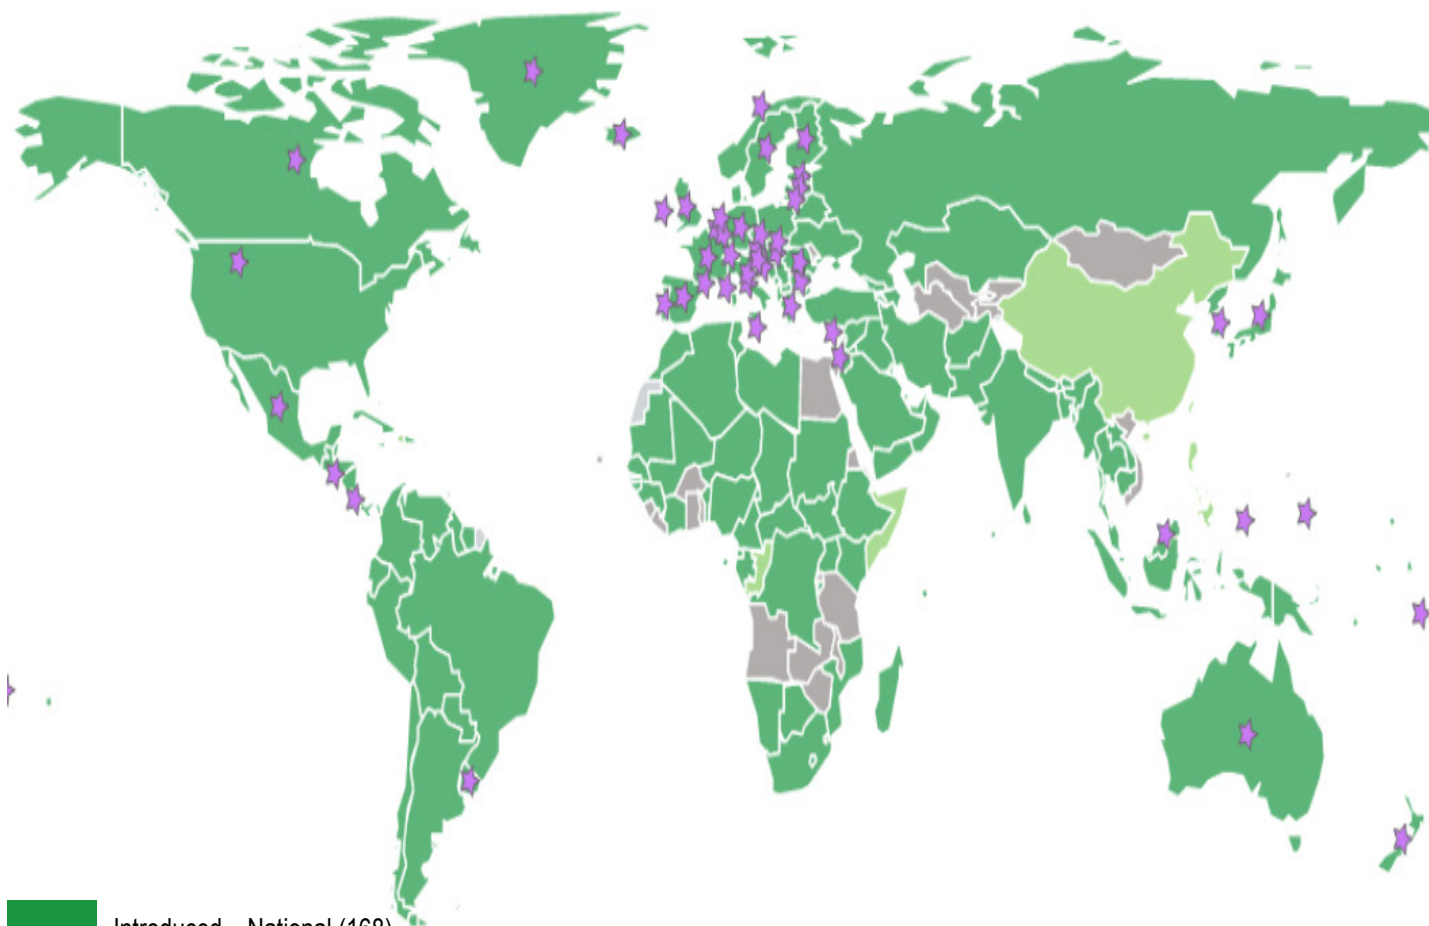 Introduced – National (168)